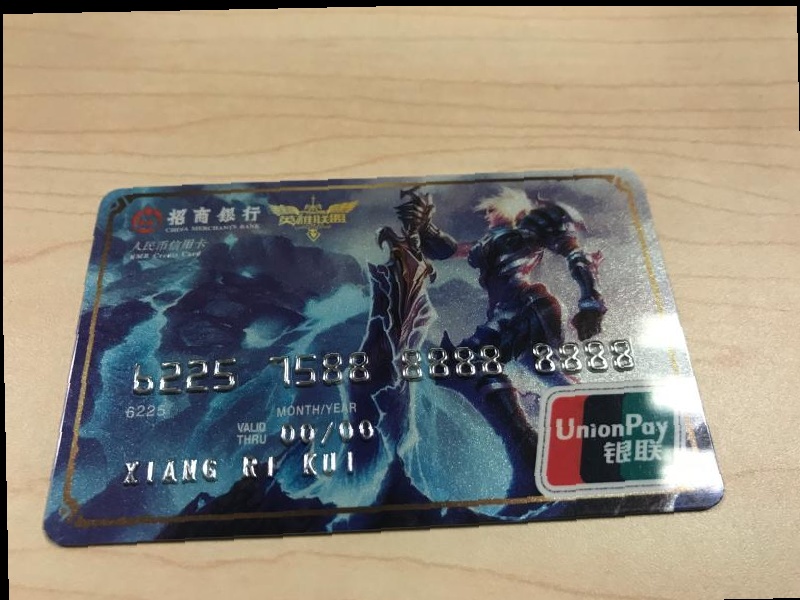 招商银行
CHINA MERCHANTS BANK
英雄联盟
人民币信用卡
RMB Credit Card
6225 7588 8888 8888
6225
MONTH/YEAR
VALID THRU 00/00
XIANG RI KUI
UnionPay
银联